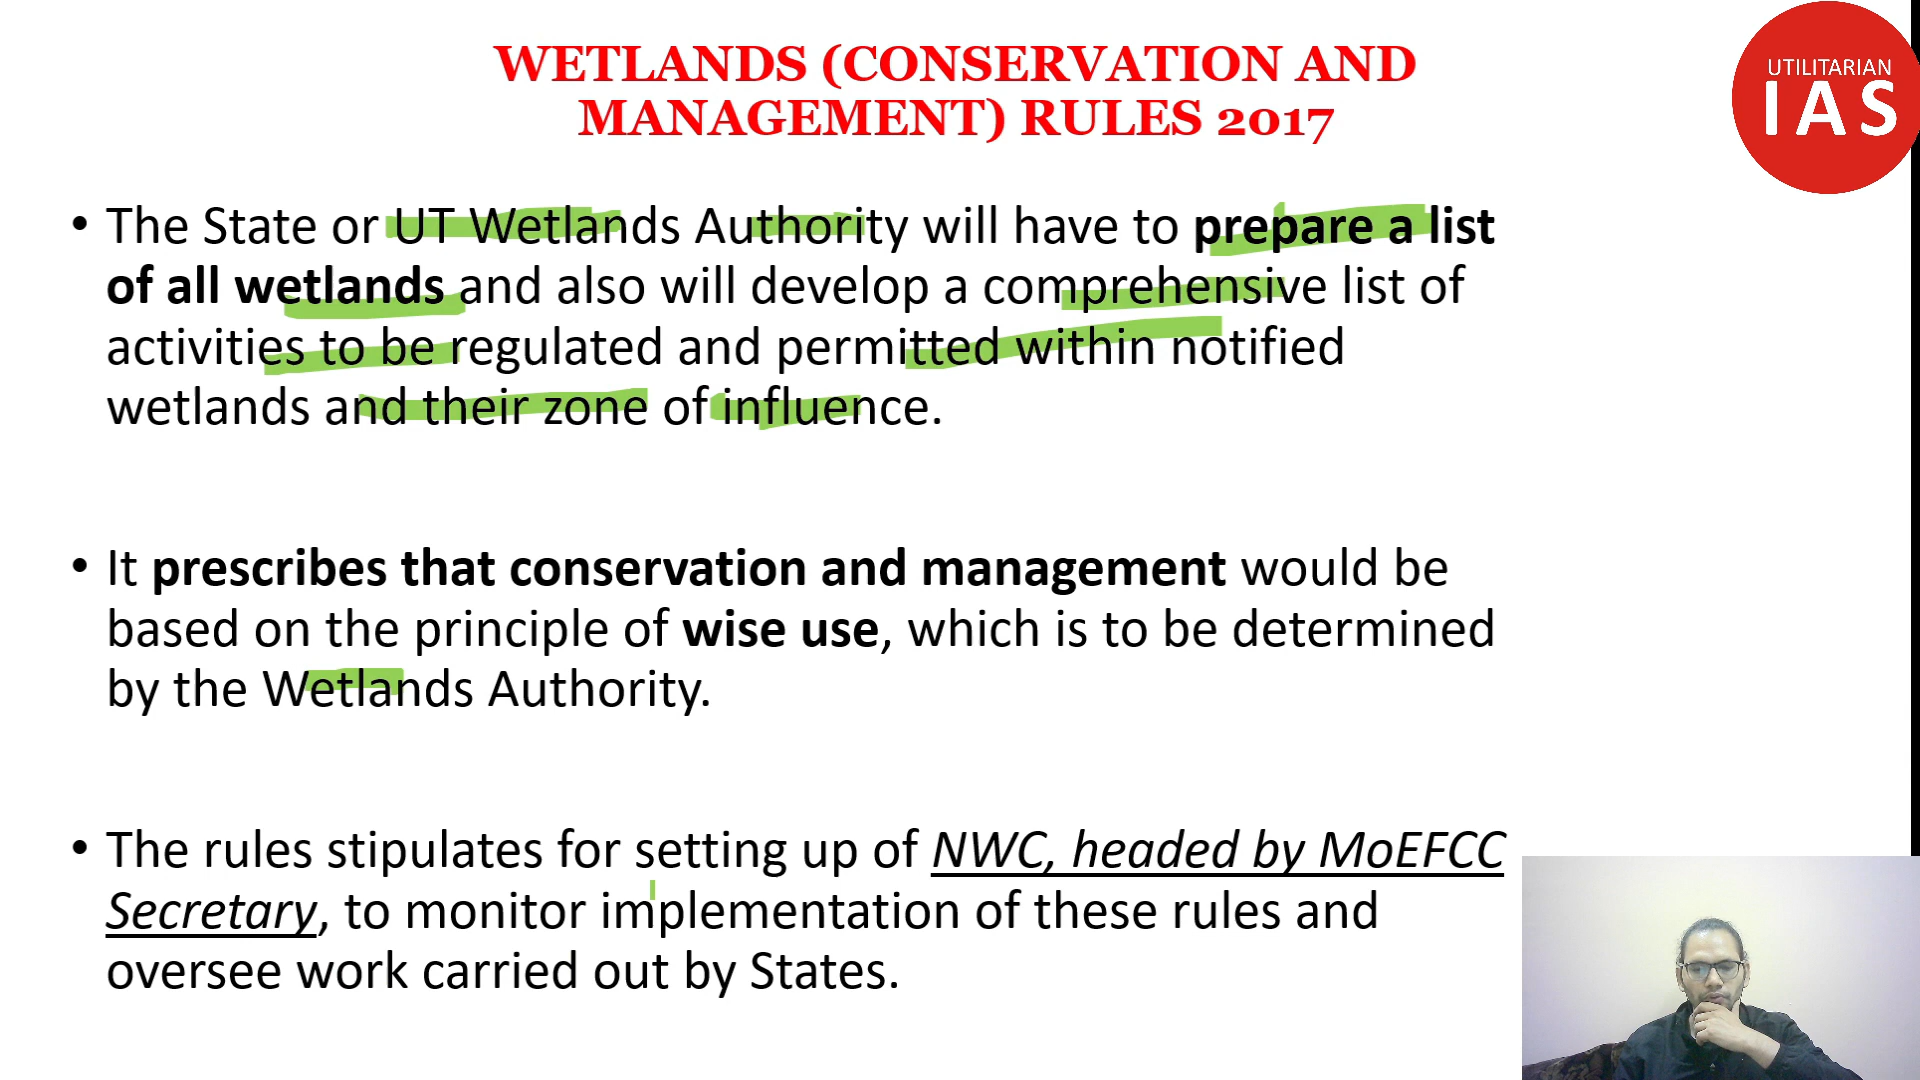 WETLANDS (CONSERVATION AND
MANAGEMENT) RULES 2017
UTILITARIAN
IAS
• The State or UT Wetlands Authority will have to prepare a list
of all wetlands and also will develop a comprehensive list of
activities to be regulated and permitted within notified
wetlands and their zone of influence.
• It prescribes that conservation and management would be
based on the principle of wise use, which is to be determined
by the Wetlands Authority.
• The rules stipulates for setting up of NWC, headed by MoEFCC
Secretary, to monitor implementation of these rules and
oversee work carried out by States.